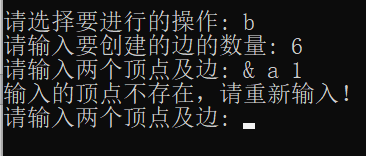 请选择要进行的操作: b
请输入要创建的边的数量: 6
请输入两个顶点及边: & a 1
输入的顶点不存在，请重新输入!
请输入两个顶点及边: